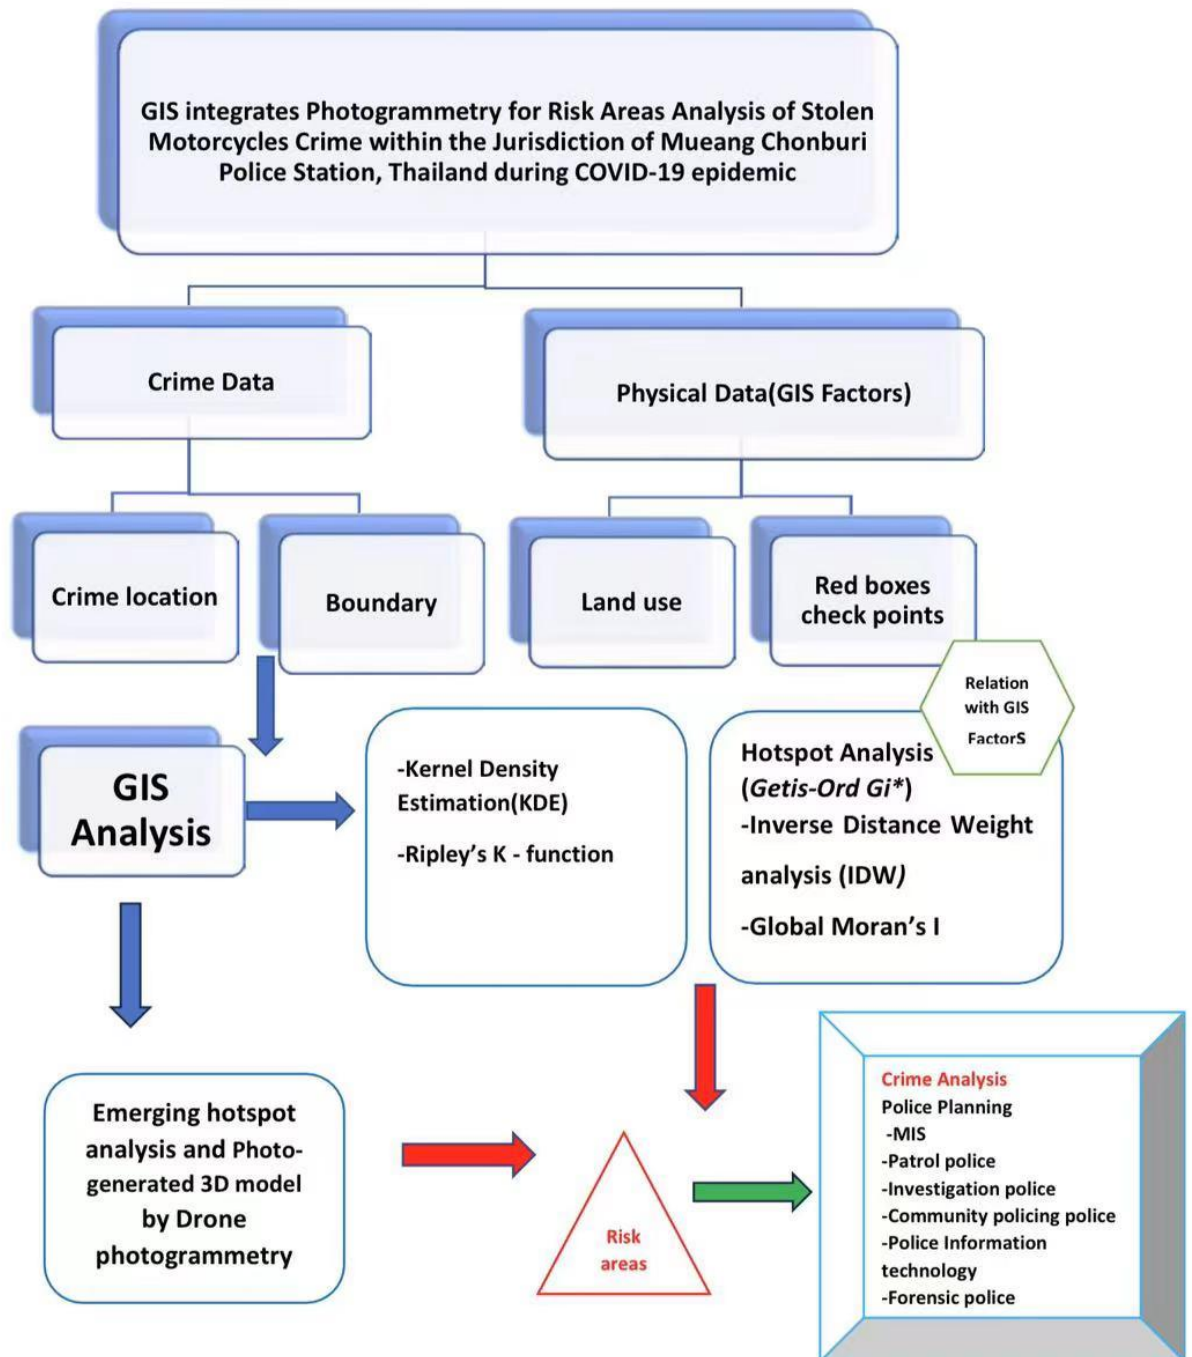 GIS integrates Photogrammetry for Risk Areas Analysis of Stolen
Motorcycles Crime within the Jurisdiction of Mueang Chonburi
Police Station, Thailand during COVID-19 epidemic
Crime Data
Physical Data(GIS Factors)
Crime location
Boundary
Land use
Red boxes
check points
Relation
with GIS
FactorS
GIS
Analysis
-Kernel Density
Estimation(KDE)
-Ripley's K - function
Hotspot Analysis
(Getis-Ord Gi*)
-Inverse Distance Weight
analysis (IDW)
-Global Moran's I
Emerging hotspot
analysis and Photo-
generated 3D model
by Drone
photogrammetry
Risk
areas
Crime Analysis
Police Planning
-MIS
-Patrol police
-Investigation police
-Community policing police
-Police Information
technology
-Forensic police